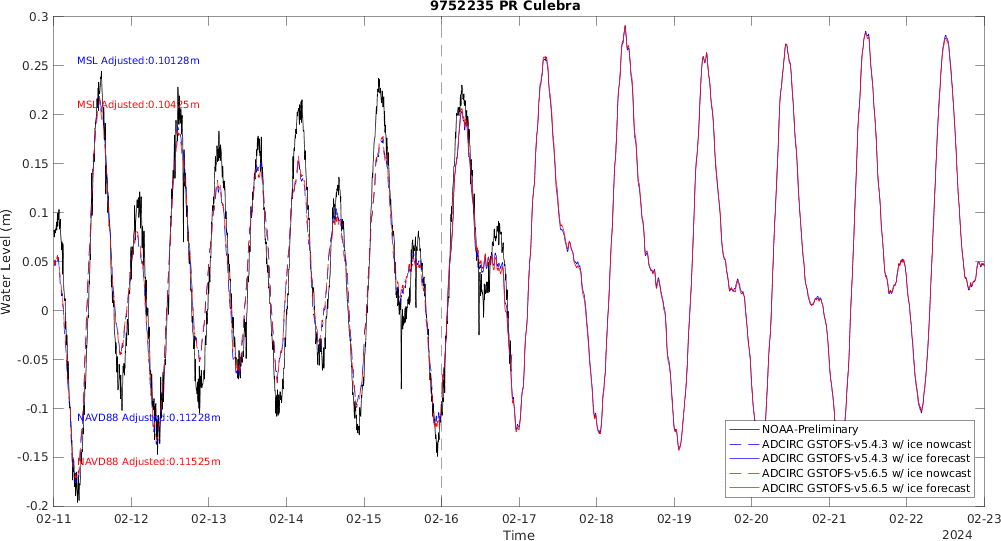 9752235 PR Culebra
0.3
0.25
0.2
0.15
0.1
0.05
0
-0.05
-0.1
-0.15
-0.2
Water Level (m)
MSL Adjusted:0.10128m
MSL Adjusted:0.10425m
NAVD88 Adjusted:0.11228m
NAVD88 Adjusted:0.11525m
NOAA-Preliminary
ADCIRC GSTOFS-v5.4.3 w/ ice nowcast
ADCIRC GSTOFS-v5.4.3 w/ ice forecast
ADCIRC GSTOFS-v5.6.5 w/ ice nowcast
ADCIRC GSTOFS-v5.6.5 w/ ice forecast
02-11 02-12 02-13 02-14 02-15 02-16 02-17 02-18 02-19 02-20 02-21 02-22 02-23
Time
2024